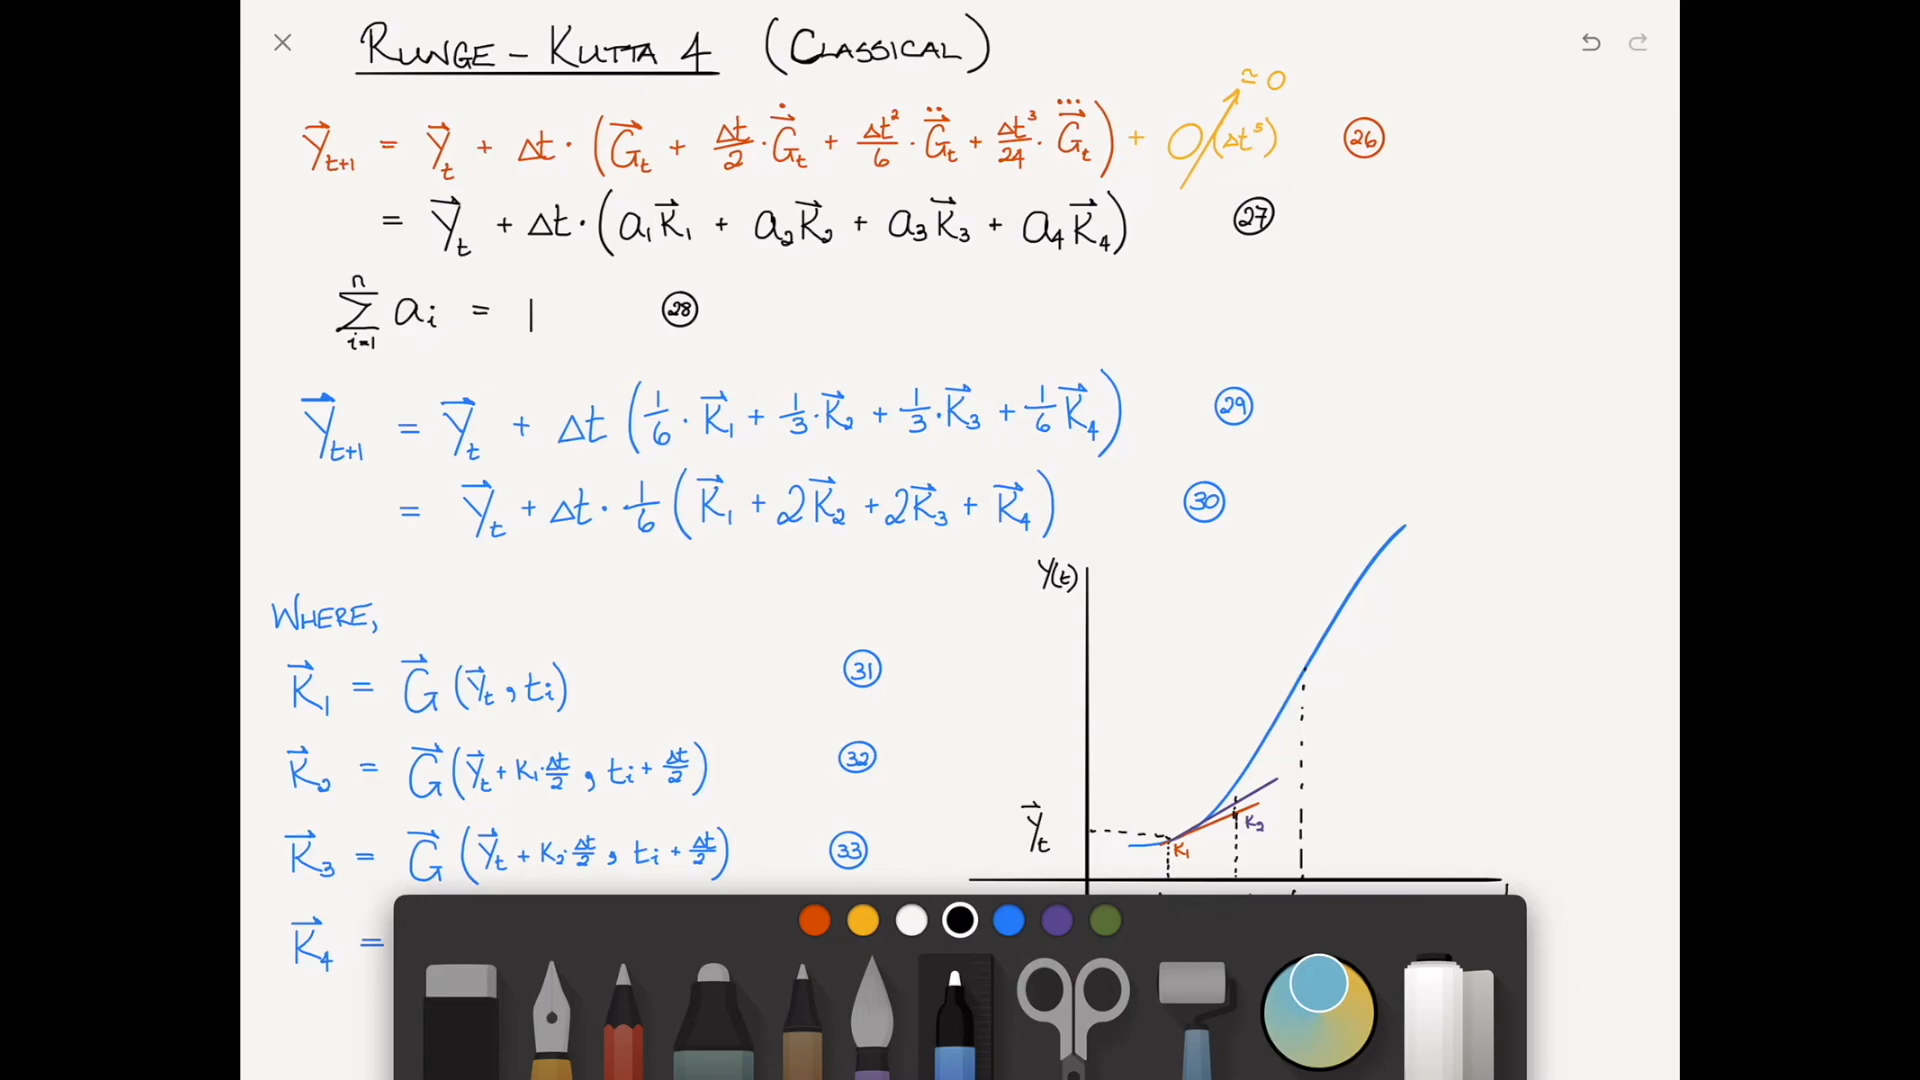 RUNGE - KUTTA 4 (CLASSICAL)
≃ 0
Y⃗t+1 = Y⃗t + Δt · (G⃗t + Δt/2 · G⃗̇t + Δt²/6 · G⃗̈t + Δt³/24 · G⃗⃛t) + O(Δt⁵) 26
= Y⃗t + Δt · (a₁K⃗₁ + a₂K⃗₂ + a₃K⃗₃ + a₄K⃗₄) 27
n
∑ ai = 1 28
i=1
Y⃗t+1 = Y⃗t + Δt (1/6 · K⃗₁ + 1/3 · K⃗₂ + 1/3 · K⃗₃ + 1/6 K⃗₄) 29
= Y⃗t + Δt · 1/6 (K⃗₁ + 2K⃗₂ + 2K⃗₃ + K⃗₄) 30
WHERE,
K⃗₁ = G⃗ (Y⃗t , ti) 31
K⃗₂ = G⃗ (Y⃗t + K₁·Δt/2 , ti + Δt/2) 32
K⃗₃ = G⃗ (Y⃗t + K₂·Δt/2 , ti + Δt/2) 33
K⃗₄ =
Y(t)
Y⃗t
K₁
K₂